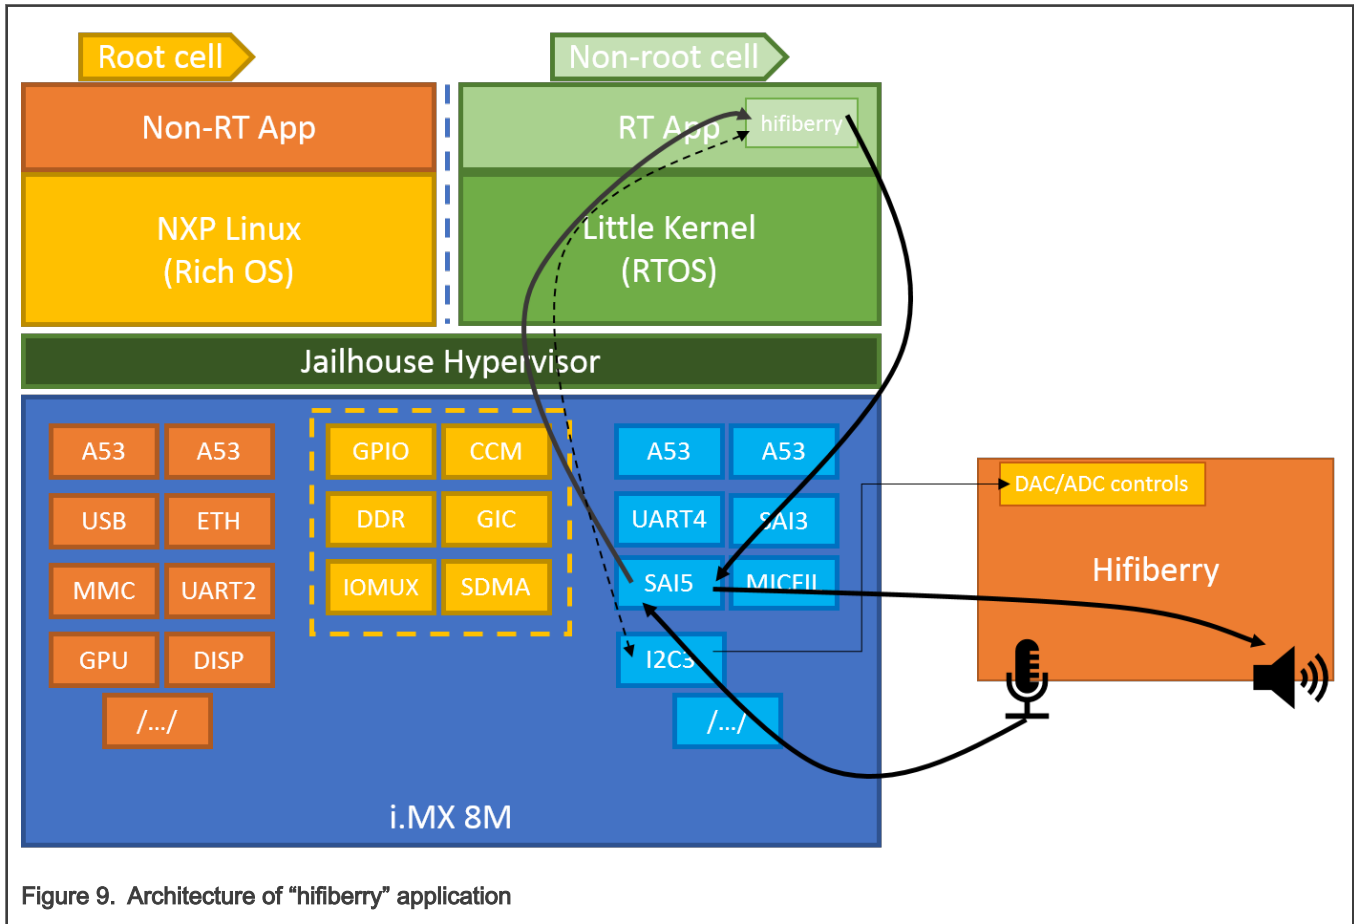 Root cell
Non-root cell
Non-RT App
RT App
hifiberry
NXP Linux
(Rich OS)
Little Kernel
(RTOS)
Jailhouse Hypervisor
A53 A53
GPIO CCM
A53 A53
USB ETH
DDR GIC
UART4 SAI3
MMC UART2
IOMUX SDMA
SAI5 MICFIL
GPU DISP
I2C3
/.../
/.../
i.MX 8M
DAC/ADC controls
Hifiberry
Figure 9. Architecture of “hifiberry” application